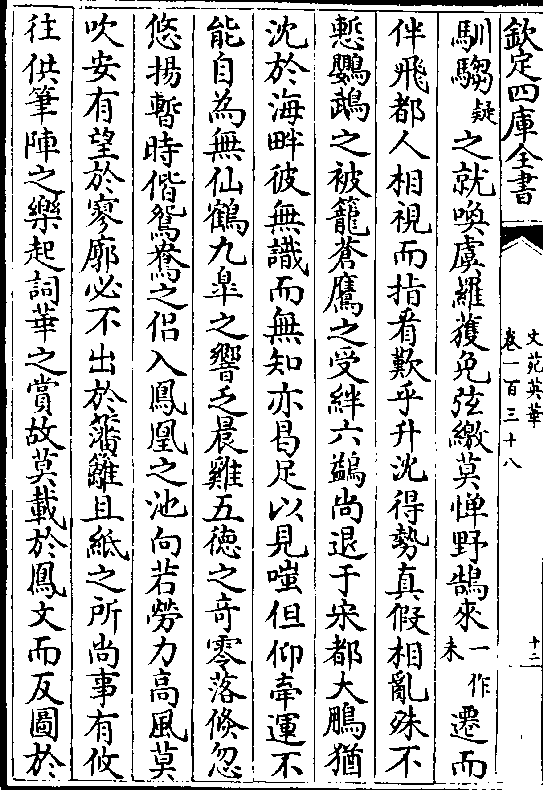 欽定四庫全書
文苑英華
卷一百三十八
十二
馴騶疑之就喚虞羅獲免弦繳莫憚野鵠來一作未遷而
伴飛都人相視而指看歎乎升沈得勢真假相亂殊不
慙鸚鵡之被籠蒼鷹之受絆六鷁尚退于宋都大鵬猶
沈於海畔彼無識而無知亦曷足以見嗤但仰牽運不
能自為無仙鶴九臯之響乏晨雞五徳之奇零落倐忽
悠揚暫時偕鴛鴦之侣入鳳凰之池向若勞力高風莫
吹安有望於寥廓必不出於藩籬且紙之所尚事有攸
往供筆陣之樂起詞華之賞故莫載於鳳文而反圖於